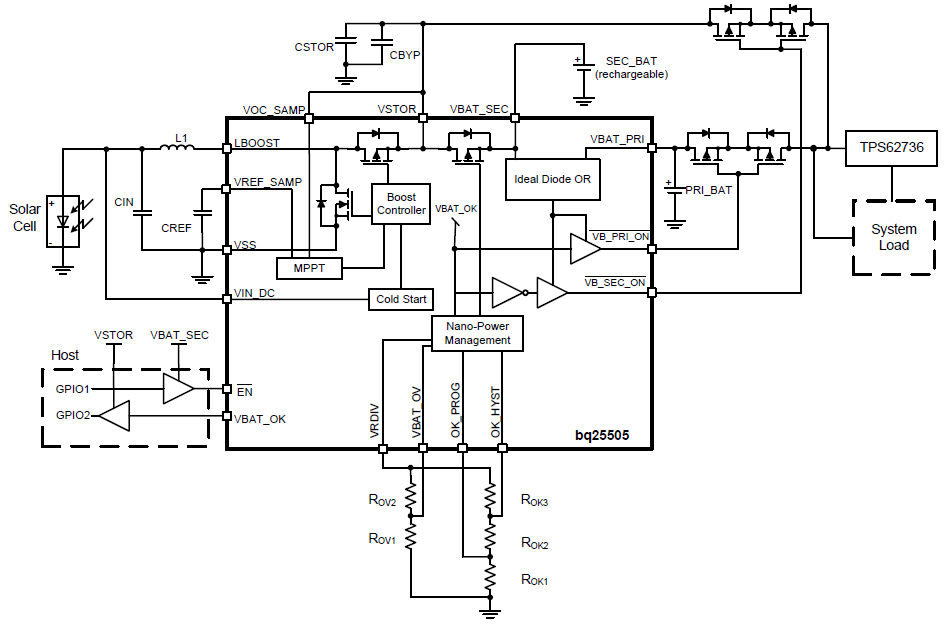 CSTOR
CBYP
SEC_BAT
(rechargeable)
VOC_SAMP
VSTOR
VBAT_SEC
L1
LBOOST
VBAT_PRI
TPS62736
Ideal Diode OR
VREF_SAMP
Boost
Controller
PRI_BAT
Solar
Cell
+
-
CIN
CREF
VBAT_OK
+
+
System
Load
VSS
VB_PRI_ON
MPPT
VIN_DC
Cold Start
VB_SEC_ON
Nano-Power
Management
VSTOR
VBAT_SEC
Host
GPIO1
EN
GPIO2
VBAT_OK
VRDIV
VBAT_OV
OK_PROG
OK_HYST
bq25505
ROV2
ROK3
ROV1
ROK2
ROK1